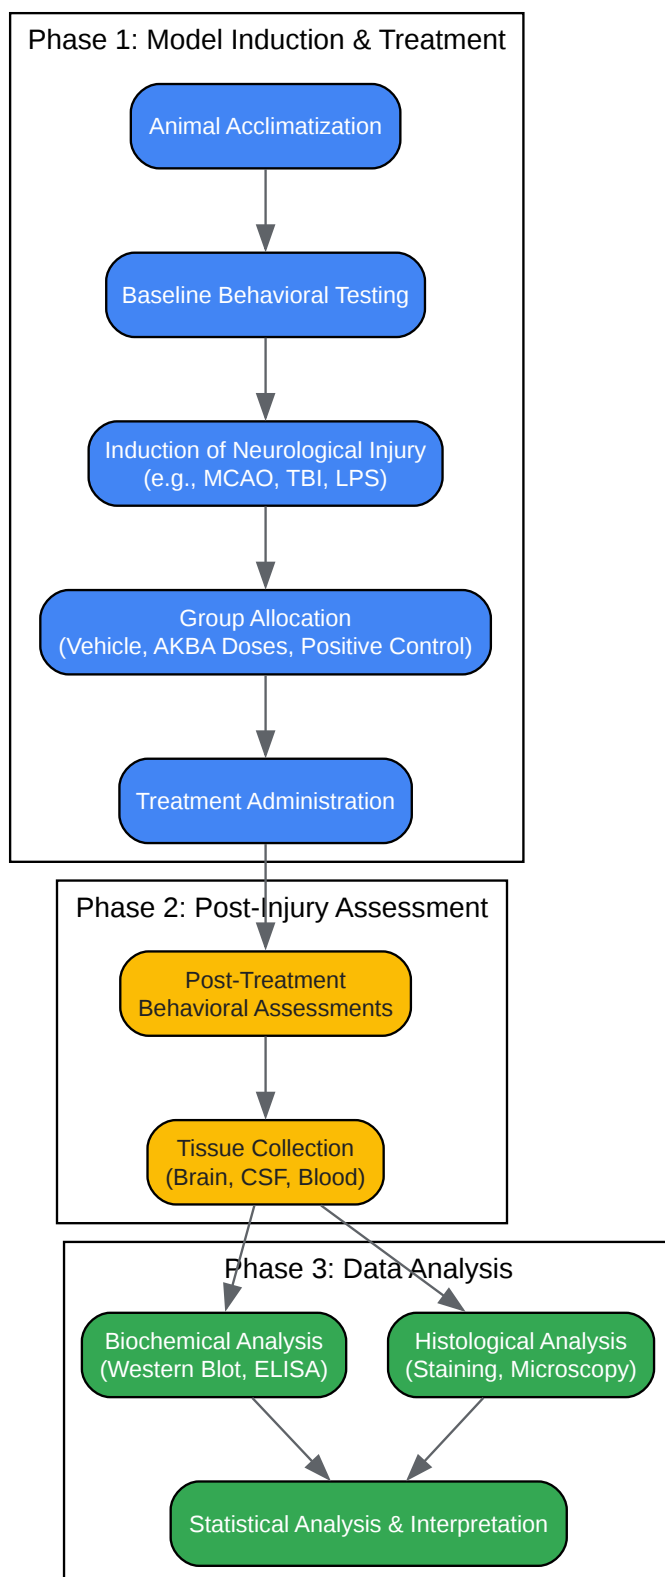 Phase 1: Model Induction & Treatment
Animal Acclimatization
Baseline Behavioral Testing
Induction of Neurological Injury
(e.g., MCAO, TBI, LPS)
Group Allocation
(Vehicle, AKBA Doses, Positive Control)
Treatment Administration
Phase 2: Post-Injury Assessment
Post-Treatment
Behavioral Assessments
Tissue Collection
(Brain, CSF, Blood)
Phase 3: Data Analysis
Biochemical Analysis
(Western Blot, ELISA)
Histological Analysis
(Staining, Microscopy)
Statistical Analysis & Interpretation